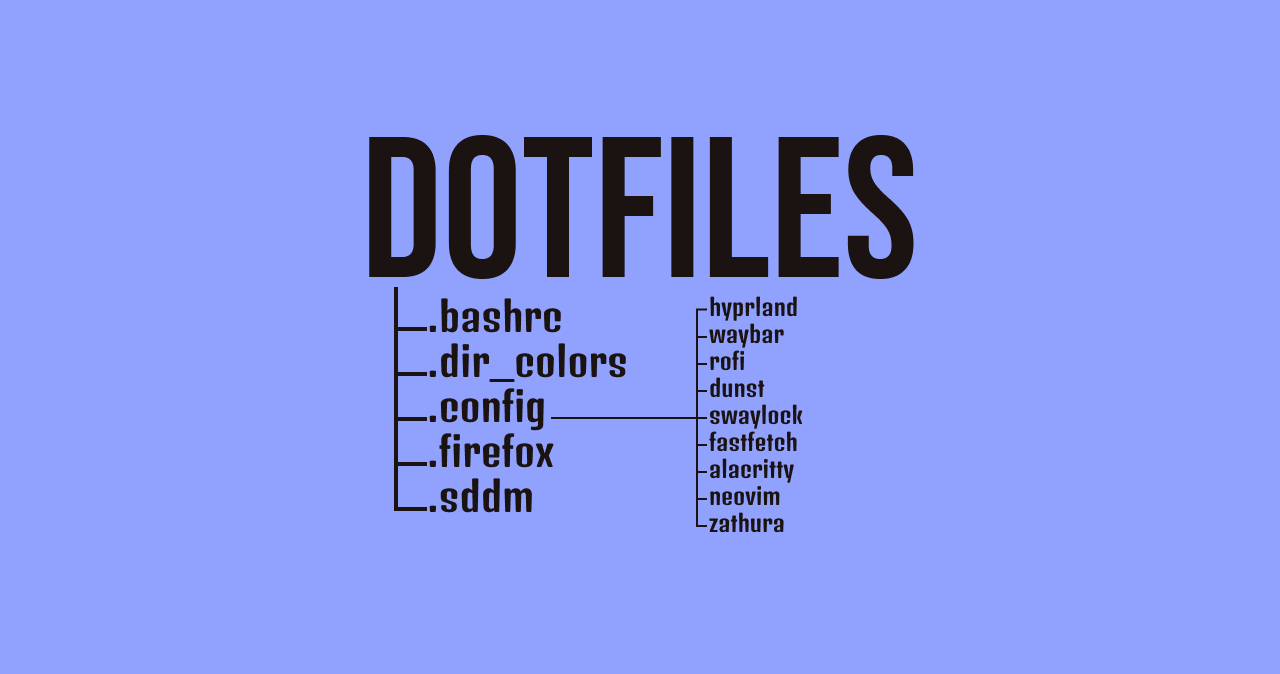 DOTFILES
.bashrc
.dir_colors
.config
.firefox
.sddm
hyprland
waybar
rofi
dunst
swaylock
fastfetch
alacritty
neovim
zathura